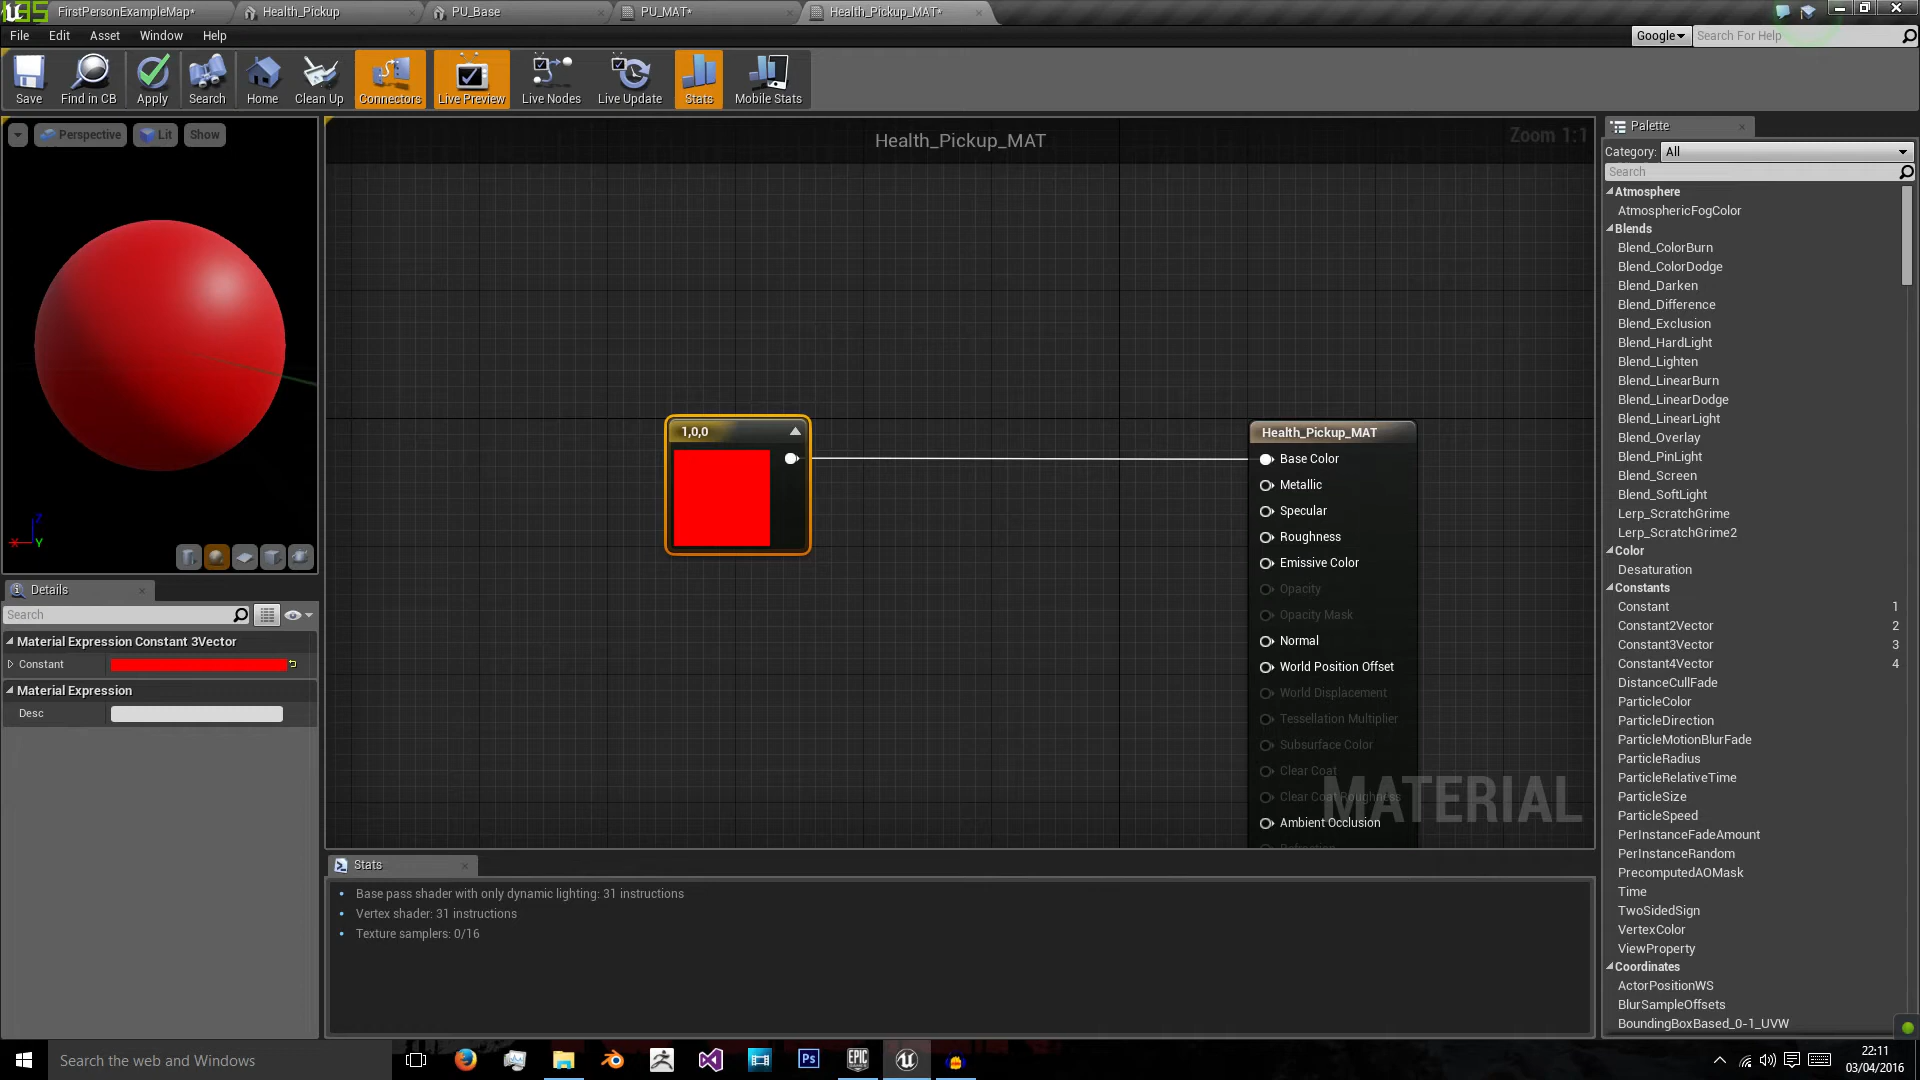 FirstPersonExampleMap*
Health_Pickup
PU_Base
PU_MAT*
Health_Pickup_MAT*
File Edit Asset Window Help
Google
Search For Help
Save
Find in CB
Apply
Search
Home
Clean Up
Connectors
Live Preview
Live Nodes
Live Update
Stats
Mobile Stats
Perspective
Lit
Show
Z
X
Y
Details
Search
Material Expression Constant 3Vector
Constant
Material Expression
Desc
Health_Pickup_MAT
Zoom 1:1
1,0,0
Health_Pickup_MAT
Base Color
Metallic
Specular
Roughness
Emissive Color
Opacity
Opacity Mask
Normal
World Position Offset
World Displacement
Tessellation Multiplier
Subsurface Color
Clear Coat
Clear Coat Roughness
Ambient Occlusion
Refraction
MATERIAL
Stats
Base pass shader with only dynamic lighting: 31 instructions
Vertex shader: 31 instructions
Texture samplers: 0/16
Palette
Category: All
Search
Atmosphere
AtmosphericFogColor
Blends
Blend_ColorBurn
Blend_ColorDodge
Blend_Darken
Blend_Difference
Blend_Exclusion
Blend_HardLight
Blend_Lighten
Blend_LinearBurn
Blend_LinearDodge
Blend_LinearLight
Blend_Overlay
Blend_PinLight
Blend_Screen
Blend_SoftLight
Lerp_ScratchGrime
Lerp_ScratchGrime2
Color
Desaturation
Constants
Constant 1
Constant2Vector 2
Constant3Vector 3
Constant4Vector 4
DistanceCullFade
ParticleColor
ParticleDirection
ParticleMotionBlurFade
ParticleRadius
ParticleRelativeTime
ParticleSize
ParticleSpeed
PerInstanceFadeAmount
PerInstanceRandom
PrecomputedAOMask
Time
TwoSidedSign
VertexColor
ViewProperty
Coordinates
ActorPositionWS
BlurSampleOffsets
BoundingBoxBased_0-1_UVW
Search the web and Windows
Ps
EPIC
22:11
03/04/2016